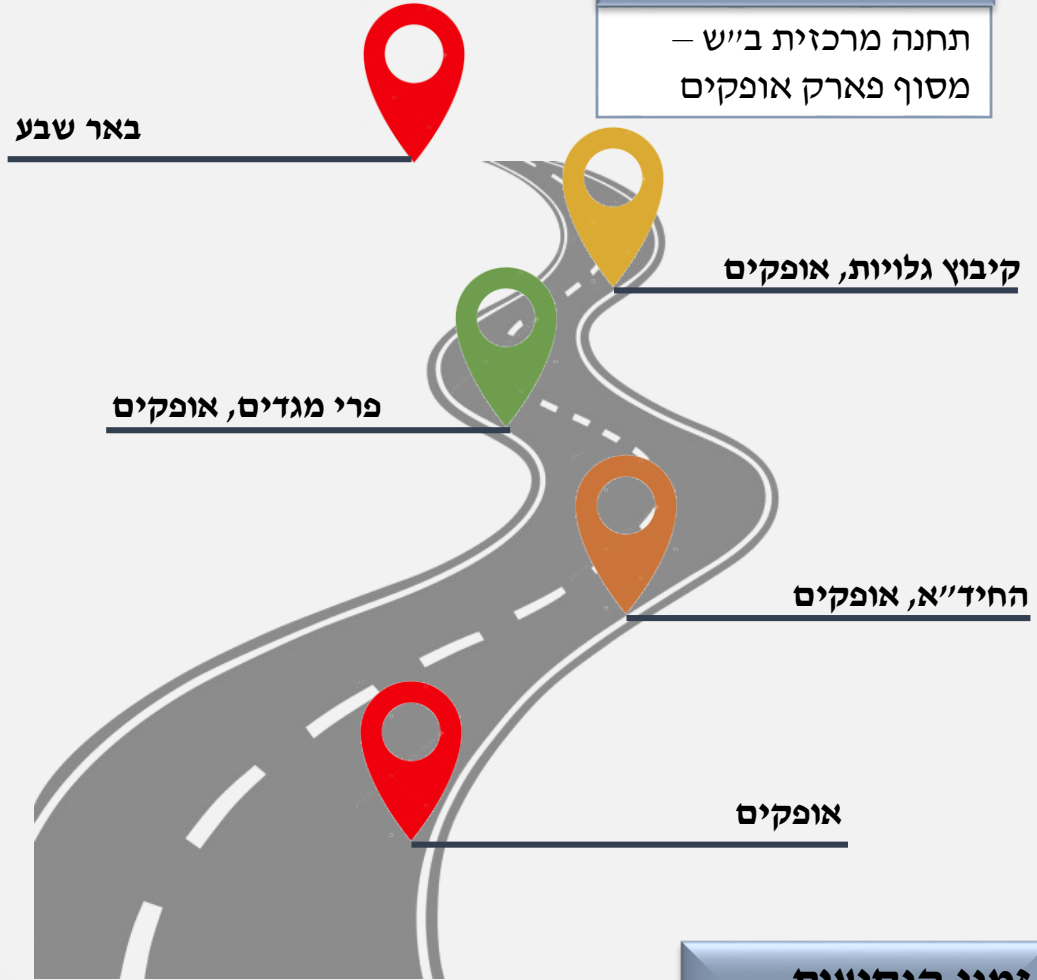 תחנה מרכזית ב"ש –
מסוף פארק אופקים
באר שבע
קיבוץ גלויות, אופקים
פרי מגדים, אופקים
החיד"א, אופקים
אופקים